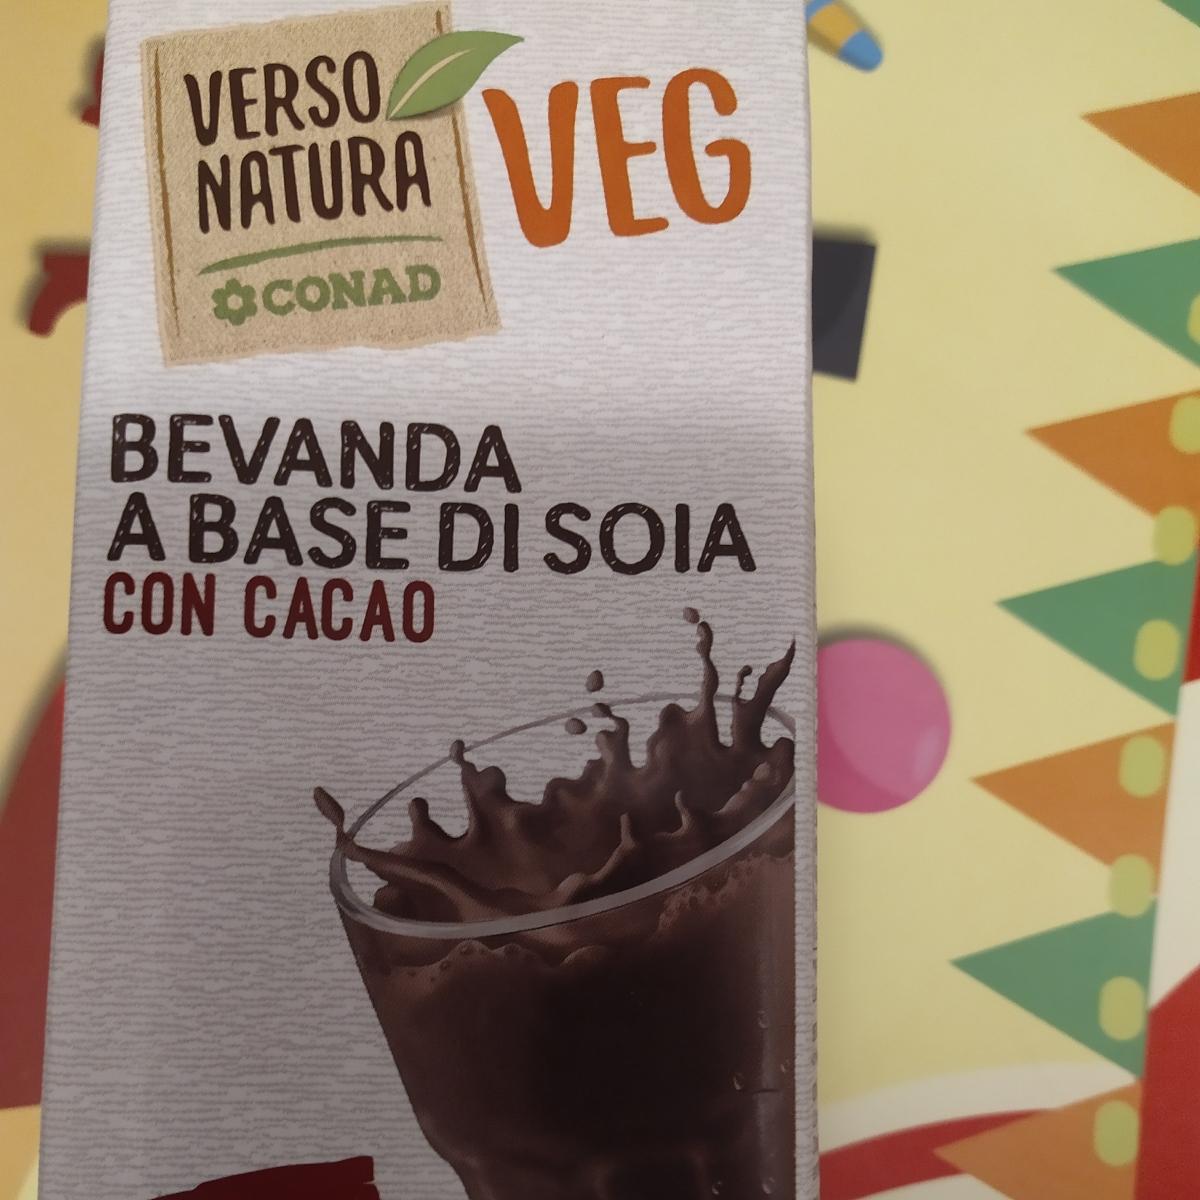 VERSO
NATURA
CONAD
VEG
BEVANDA
A BASE DI SOIA
CON CACAO